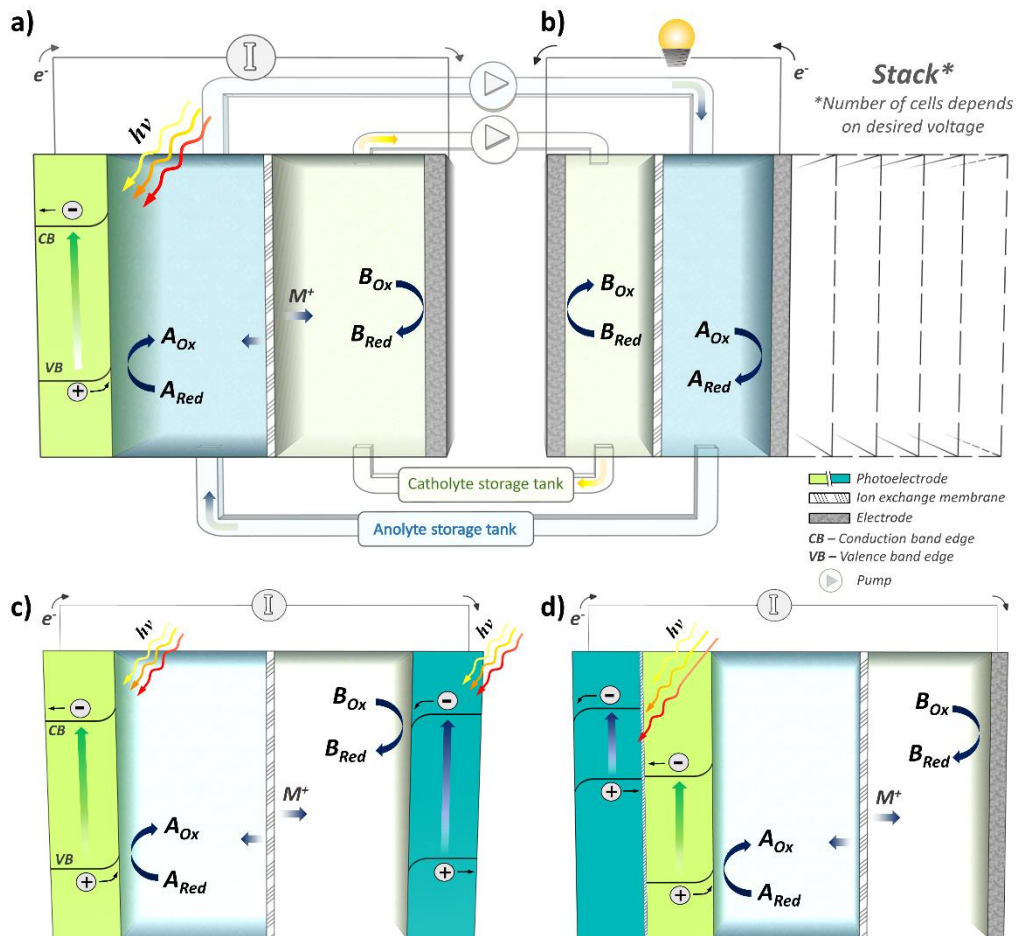 a)
e-
I
hν
CB
VB
AOx
ARed
M+
BOx
BRed
b)
e-
BOx
BRed
AOx
ARed
Stack*
*Number of cells depends
on desired voltage
Catholyte storage tank
Anolyte storage tank
Photoelectrode
Ion exchange membrane
Electrode
CB – Conduction band edge
VB – Valence band edge
Pump
c)
e-
I
hν
hν
CB
VB
AOx
ARed
M+
BOx
BRed
d)
e-
I
hν
AOx
ARed
M+
BOx
BRed